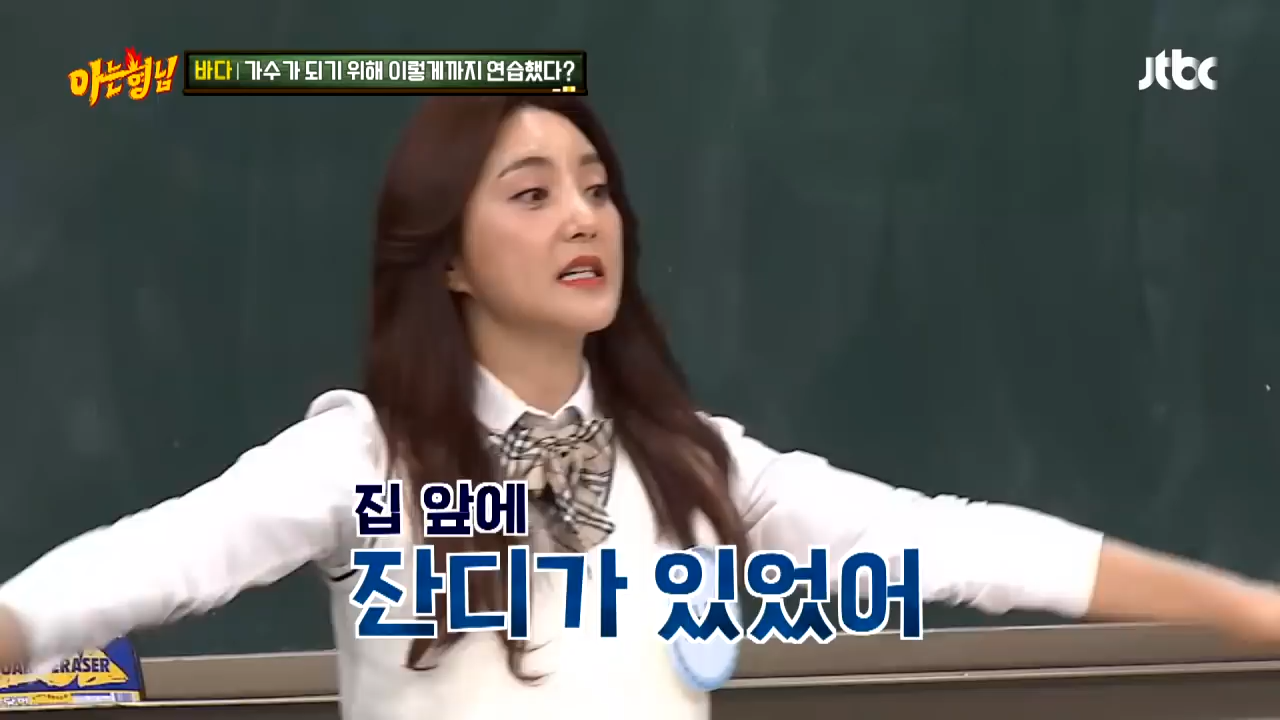 아는형님
바다| 가수가 되기 위해 이렇게까지 연습했다?
jtbc
집 앞에
잔디가 있었어
ERASER